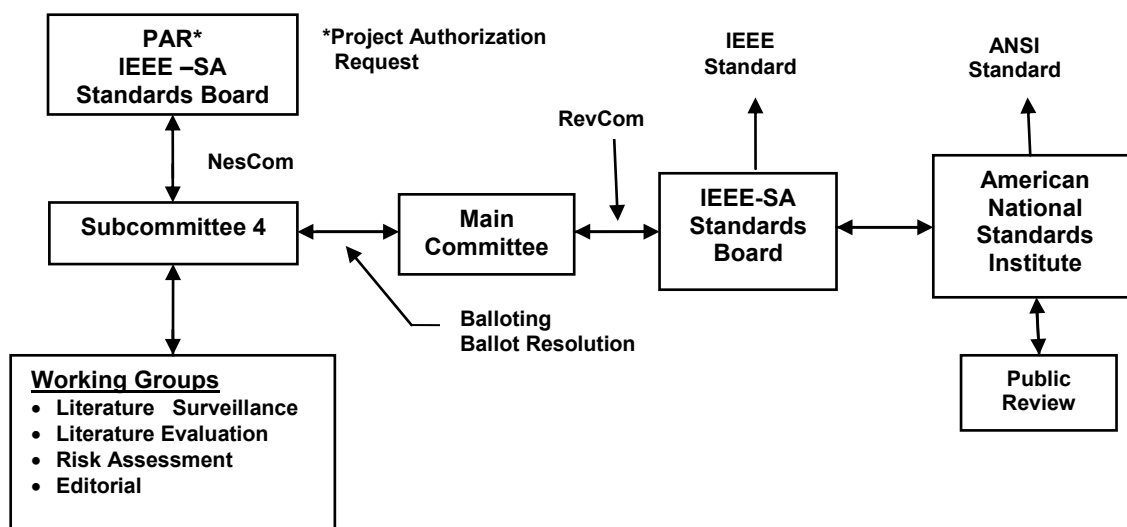 PAR*
IEEE –SA
Standards Board
*Project Authorization
Request
NesCom
Subcommittee 4
Working Groups
• Literature Surveillance
• Literature Evaluation
• Risk Assessment
• Editorial
Main
Committee
Balloting
Ballot Resolution
RevCom
IEEE
Standard
IEEE-SA
Standards
Board
ANSI
Standard
American
National
Standards
Institute
Public
Review